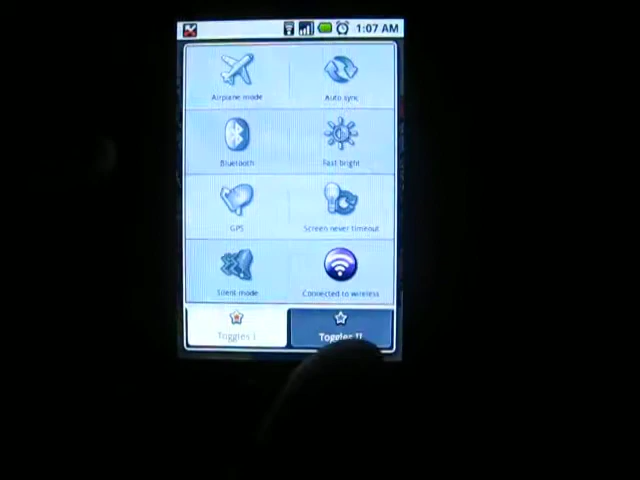 1:07 AM
Airplane mode
Auto sync
Bluetooth
Fast bright
GPS
Screen never timeout
Silent mode
Connected to wireless
Toggles I
Toggles II